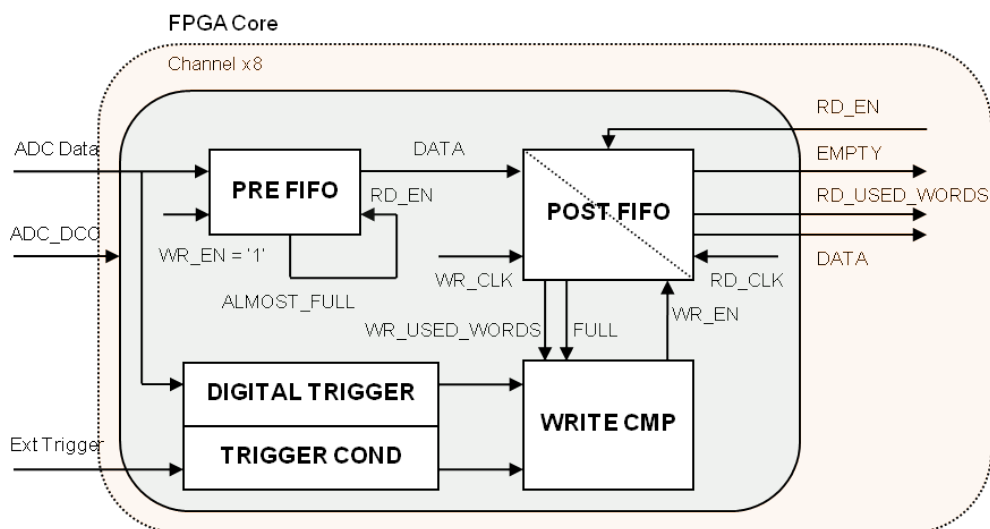 FPGA Core
Channel x8
RD_EN
ADC Data
DATA
EMPTY
PRE FIFO
RD_EN
POST FIFO
RD_USED_WORDS
ADC_DCO
WR_EN = '1'
WR_CLK
RD_CLK
DATA
ALMOST_FULL
WR_USED_WORDS
FULL
WR_EN
DIGITAL TRIGGER
WRITE CMP
Ext Trigger
TRIGGER COND